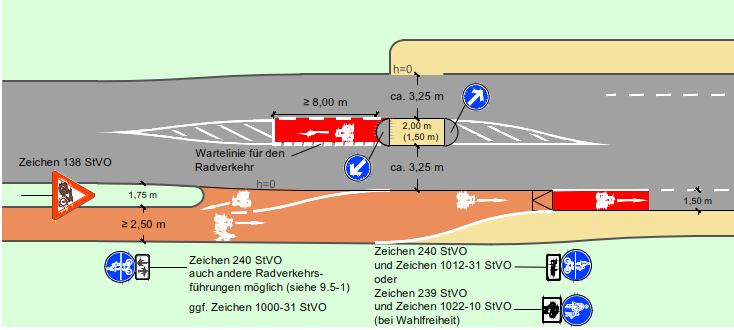 h=0
≥ 8,00 m
ca. 3,25 m
2,00 m
(1,50 m)
Wartelinie für den
Radverkehr
Zeichen 138 StVO
ca. 3,25 m
h=0
1,75 m
1,50 m
≥ 2,50 m
Zeichen 240 StVO
auch andere Radverkehrs-
führungen möglich (siehe 9.5-1)
ggf. Zeichen 1000-31 StVO
Zeichen 240 StVO
und Zeichen 1012-31 StVO
oder
Zeichen 239 StVO
und Zeichen 1022-10 StVO
(bei Wahlfreiheit)
Ende